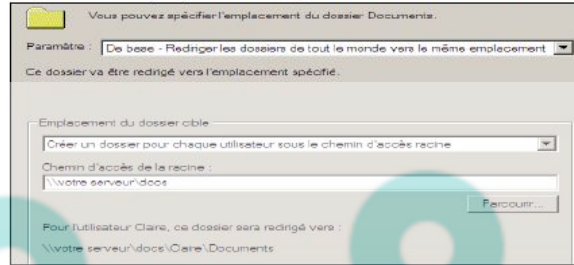 Vous pouvez spécifier l'emplacement du dossier Documents.
Paramètre : De base - Rediriger les dossiers de tout le monde vers le même emplacement
Ce dossier va être redirigé vers l'emplacement spécifié.
Emplacement du dossier cible
Créer un dossier pour chaque utilisateur sous le chemin d'accès racine
Chemin d'accès de la racine :
\\votre serveur\docs
Parcourir...
Pour l'utilisateur Claire, ce dossier sera redirigé vers :
\\votre serveur\docs\Claire\Documents